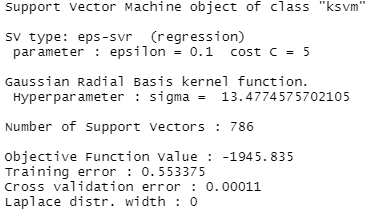 Support Vector Machine object of class "ksvm"
SV type: eps-svr (regression)
parameter : epsilon = 0.1 cost C = 5
Gaussian Radial Basis kernel function.
Hyperparameter : sigma = 13.4774575702105
Number of Support Vectors : 786
Objective Function Value : -1945.835
Training error : 0.553375
Cross validation error : 0.00011
Laplace distr. width : 0